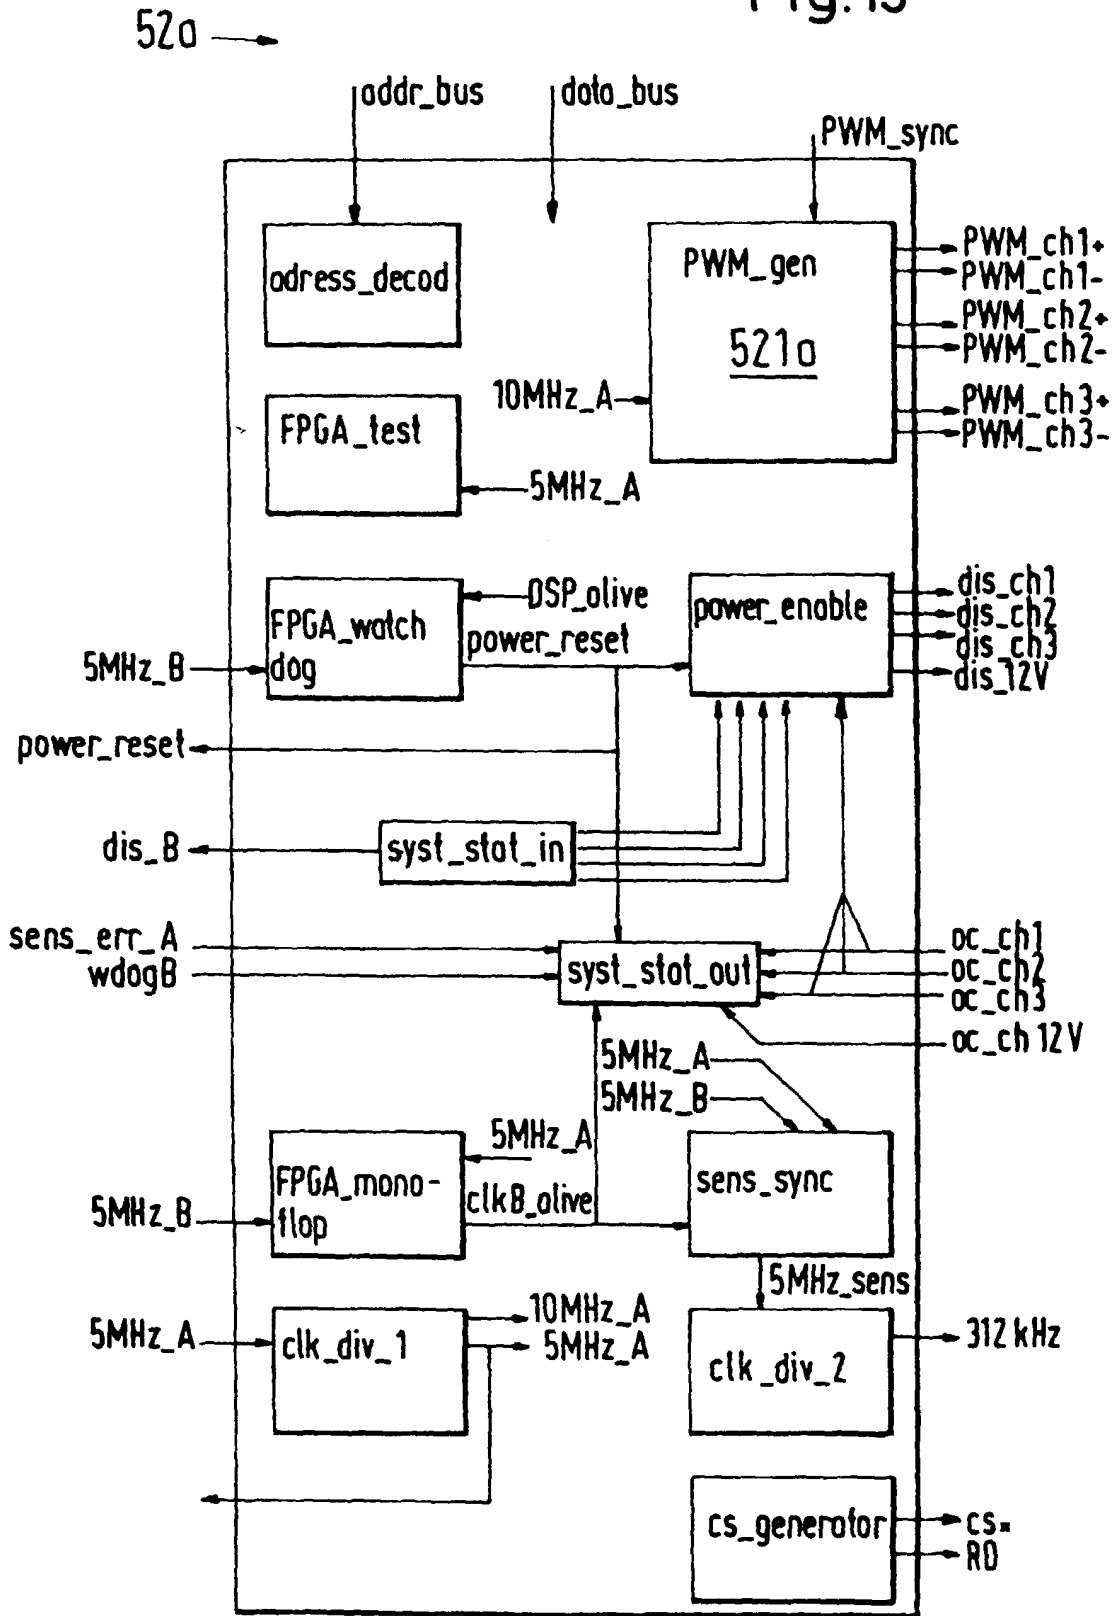 Fig. 13
52a
addr_bus
data_bus
PWM_sync
adress_decod
PWM_gen
521a
10MHz_A
PWM_ch1+
PWM_ch1-
PWM_ch2+
PWM_ch2-
PWM_ch3+
PWM_ch3-
FPGA_test
5MHz_A
FPGA_watch
dog
DSP_alive
power_reset
5MHz_B
power_enable
dis_ch1
dis_ch2
dis_ch3
dis_12V
power_reset
dis_B
syst_stat_in
sens_err_A
wdogB
syst_stat_out
oc_ch1
oc_ch2
oc_ch3
oc_ch 12V
5MHz_A
5MHz_B
FPGA_mono-
flop
5MHz_A
clkB_alive
5MHz_B
sens_sync
5MHz_sens
5MHz_A
clk_div_1
10MHz_A
5MHz_A
clk_div_2
312 kHz
cs_generator
cs*
RD